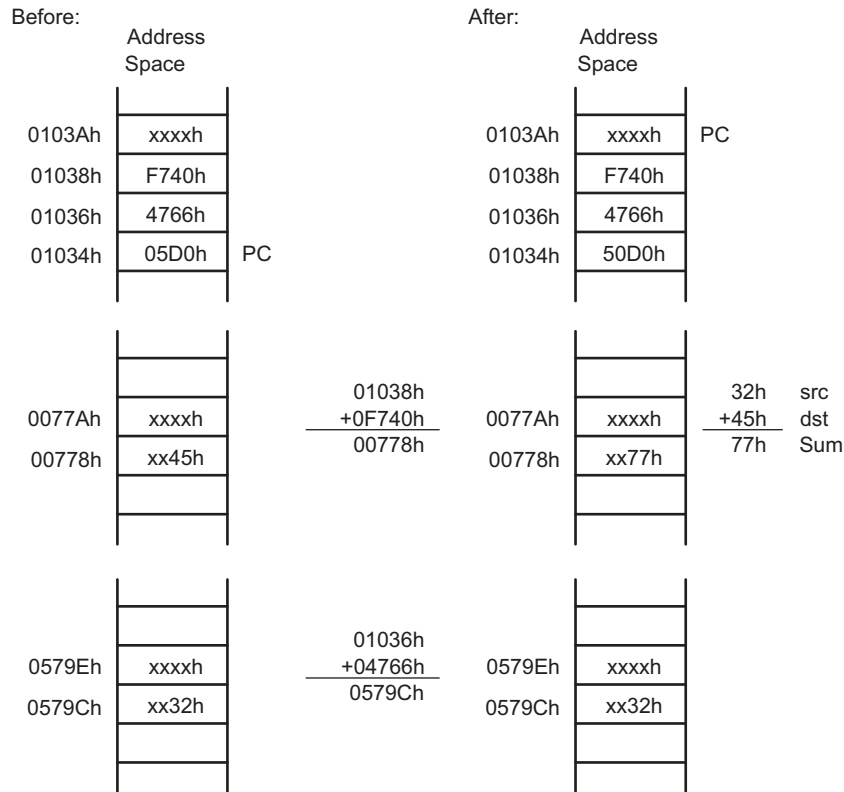 Before:
Address
Space
0103Ah xxxxh
01038h F740h
01036h 4766h
01034h 05D0h PC
0077Ah xxxxh
00778h xx45h
01038h
+0F740h
00778h
0579Eh xxxxh
0579Ch xx32h
01036h
+04766h
0579Ch
After:
Address
Space
0103Ah xxxxh PC
01038h F740h
01036h 4766h
01034h 50D0h
0077Ah xxxxh
00778h xx77h
32h src
+45h dst
77h Sum
0579Eh xxxxh
0579Ch xx32h